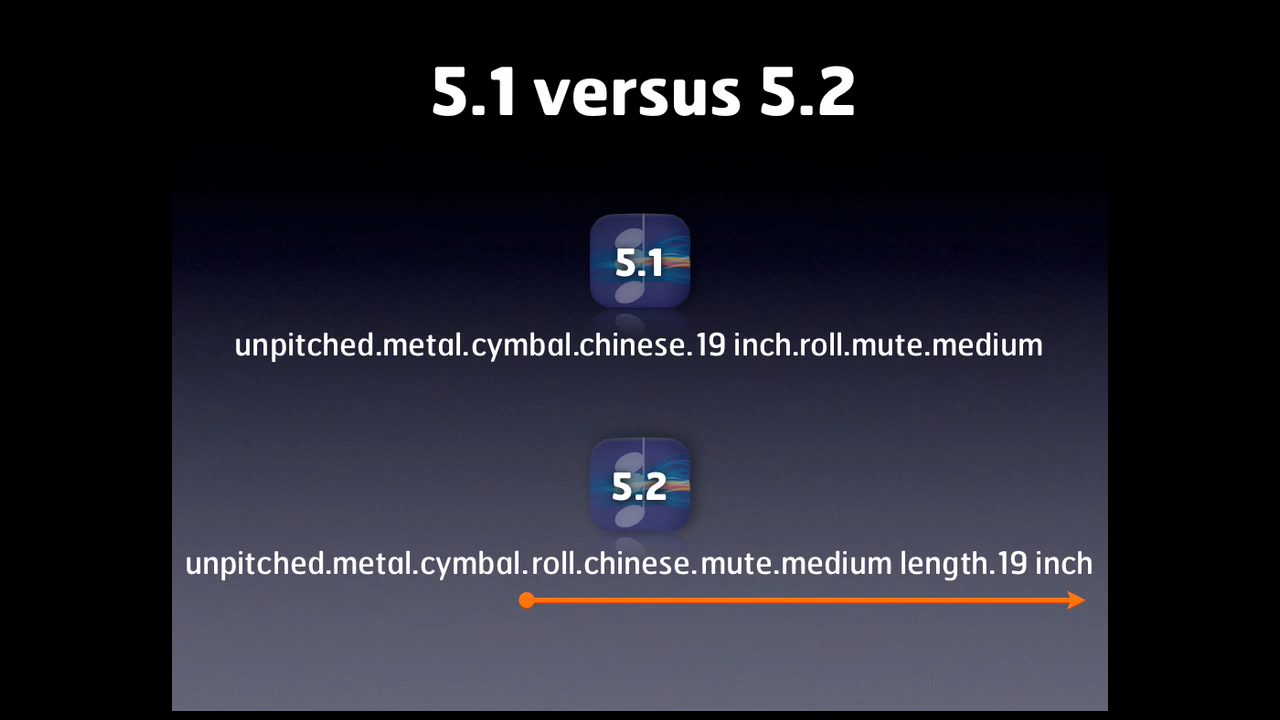 5.1 versus 5.2
5.1
unpitched.metal.cymbal.chinese.19 inch.roll.mute.medium
5.2
unpitched.metal.cymbal.roll.chinese.mute.medium length.19 inch